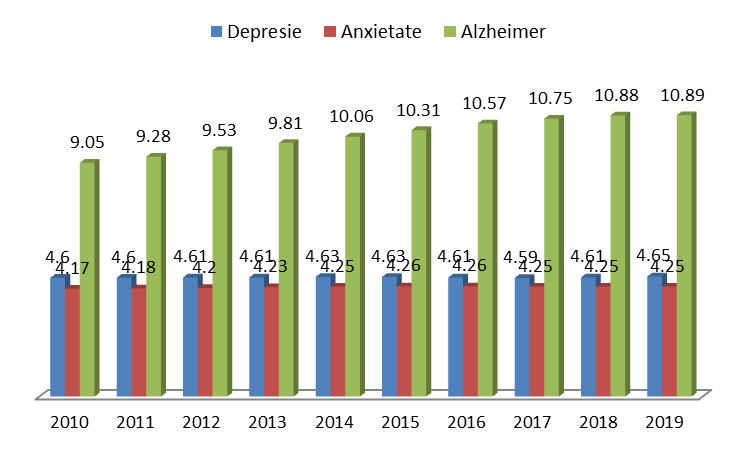 Depresie Anxietate Alzheimer
9.05 9.28 9.53 9.81 10.06 10.31 10.57 10.75 10.88 10.89
4.6 4.6 4.61 4.61 4.63 4.63 4.61 4.59 4.61 4.65
4.17 4.18 4.2 4.23 4.25 4.26 4.26 4.25 4.25 4.25
2010 2011 2012 2013 2014 2015 2016 2017 2018 2019